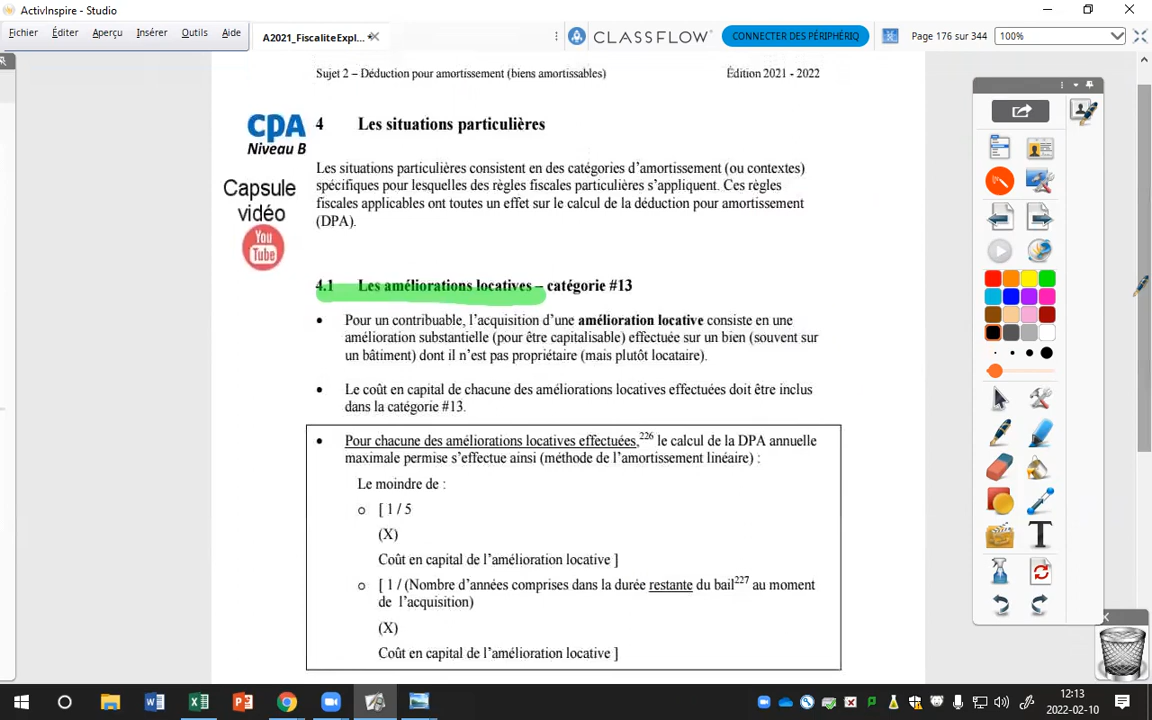 ActivInspire - Studio
Fichier Éditer Aperçu Insérer Outils Aide
A2021_FiscaliteExpl...
CLASSFLOW
CONNECTER DES PÉRIPHÉRIQ
Page 176 sur 344
100%
Sujet 2 – Déduction pour amortissement (biens amortissables) Édition 2021 - 2022
CPA
Niveau B
4 Les situations particulières
Capsule
vidéo
You
Tube
Les situations particulières consistent en des catégories d’amortissement (ou contextes)
spécifiques pour lesquelles des règles fiscales particulières s’appliquent. Ces règles
fiscales applicables ont toutes un effet sur le calcul de la déduction pour amortissement
(DPA).
4.1 Les améliorations locatives – catégorie #13
• Pour un contribuable, l’acquisition d’une amélioration locative consiste en une
amélioration substantielle (pour être capitalisable) effectuée sur un bien (souvent sur
un bâtiment) dont il n’est pas propriétaire (mais plutôt locataire).
• Le coût en capital de chacune des améliorations locatives effectuées doit être inclus
dans la catégorie #13.
• Pour chacune des améliorations locatives effectuées,226 le calcul de la DPA annuelle
maximale permise s’effectue ainsi (méthode de l’amortissement linéaire) :
Le moindre de :
o [ 1 / 5
(X)
Coût en capital de l’amélioration locative ]
o [ 1 / (Nombre d’années comprises dans la durée restante du bail227 au moment
de l’acquisition)
(X)
Coût en capital de l’amélioration locative ]
12:13
2022-02-10